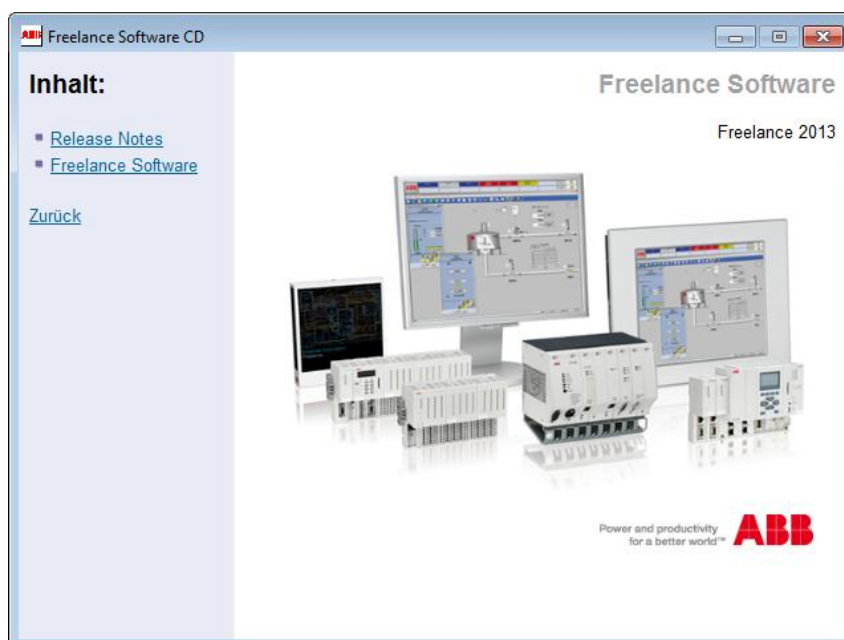 ABB Freelance Software CD
Inhalt:
Release Notes
Freelance Software
Zurück
Freelance Software
Freelance 2013
Power and productivity
for a better world™
ABB